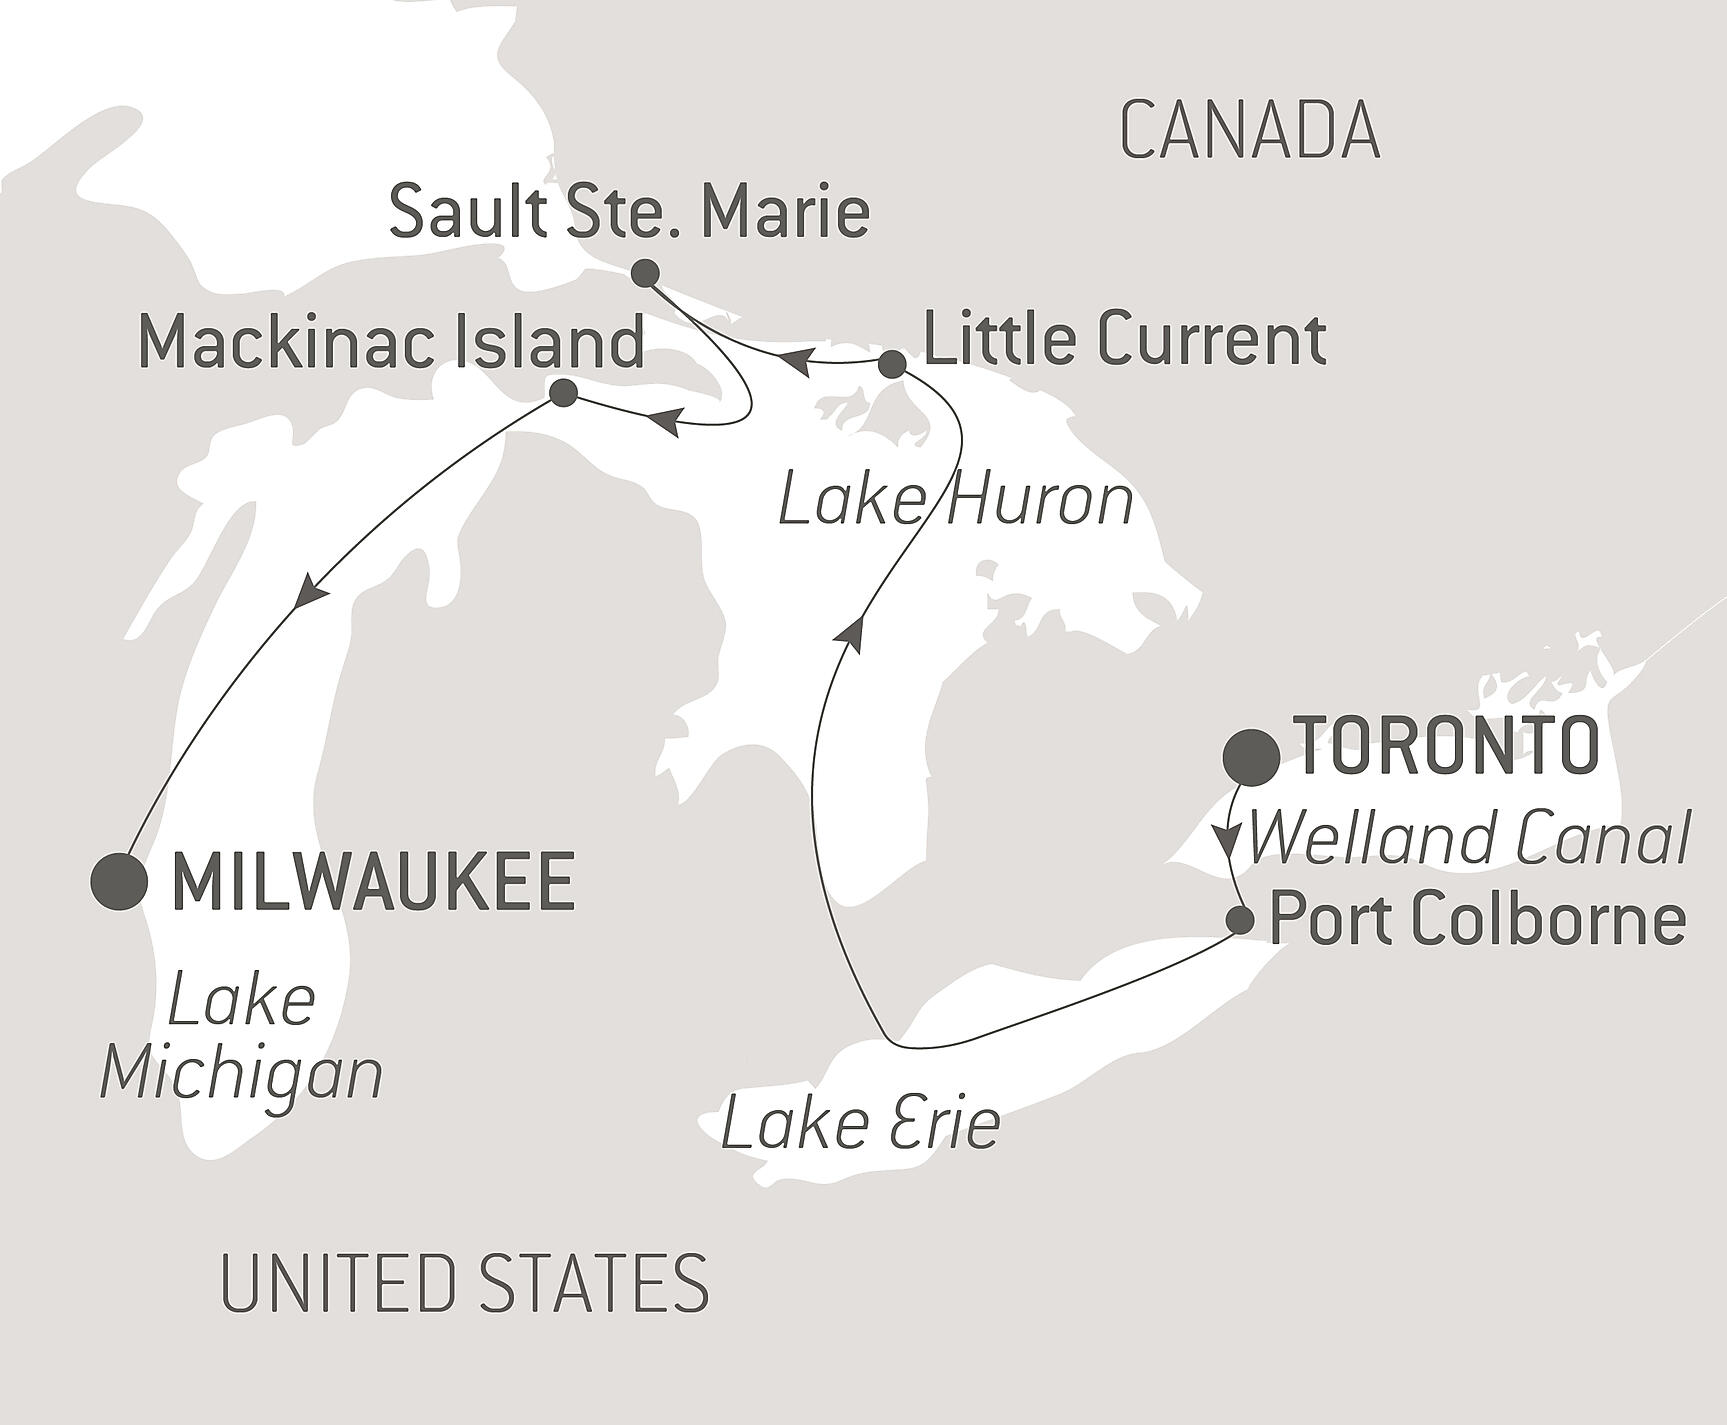 CANADA
Sault Ste. Marie
Mackinac Island
Little Current
Lake Huron
TORONTO
Welland Canal
MILWAUKEE
Port Colborne
Lake
Michigan
Lake Erie
UNITED STATES